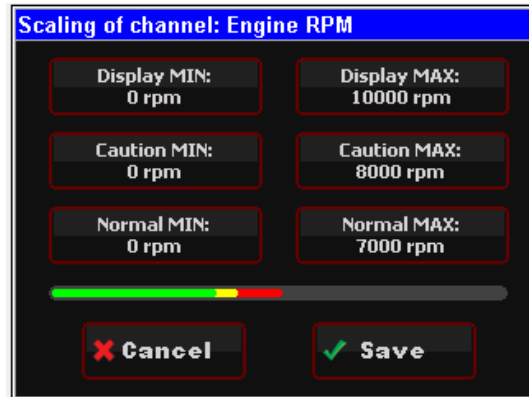 Scaling of channel: Engine RPM
Display MIN:
0 rpm
Display MAX:
10000 rpm
Caution MIN:
0 rpm
Caution MAX:
8000 rpm
Normal MIN:
0 rpm
Normal MAX:
7000 rpm
Cancel
Save